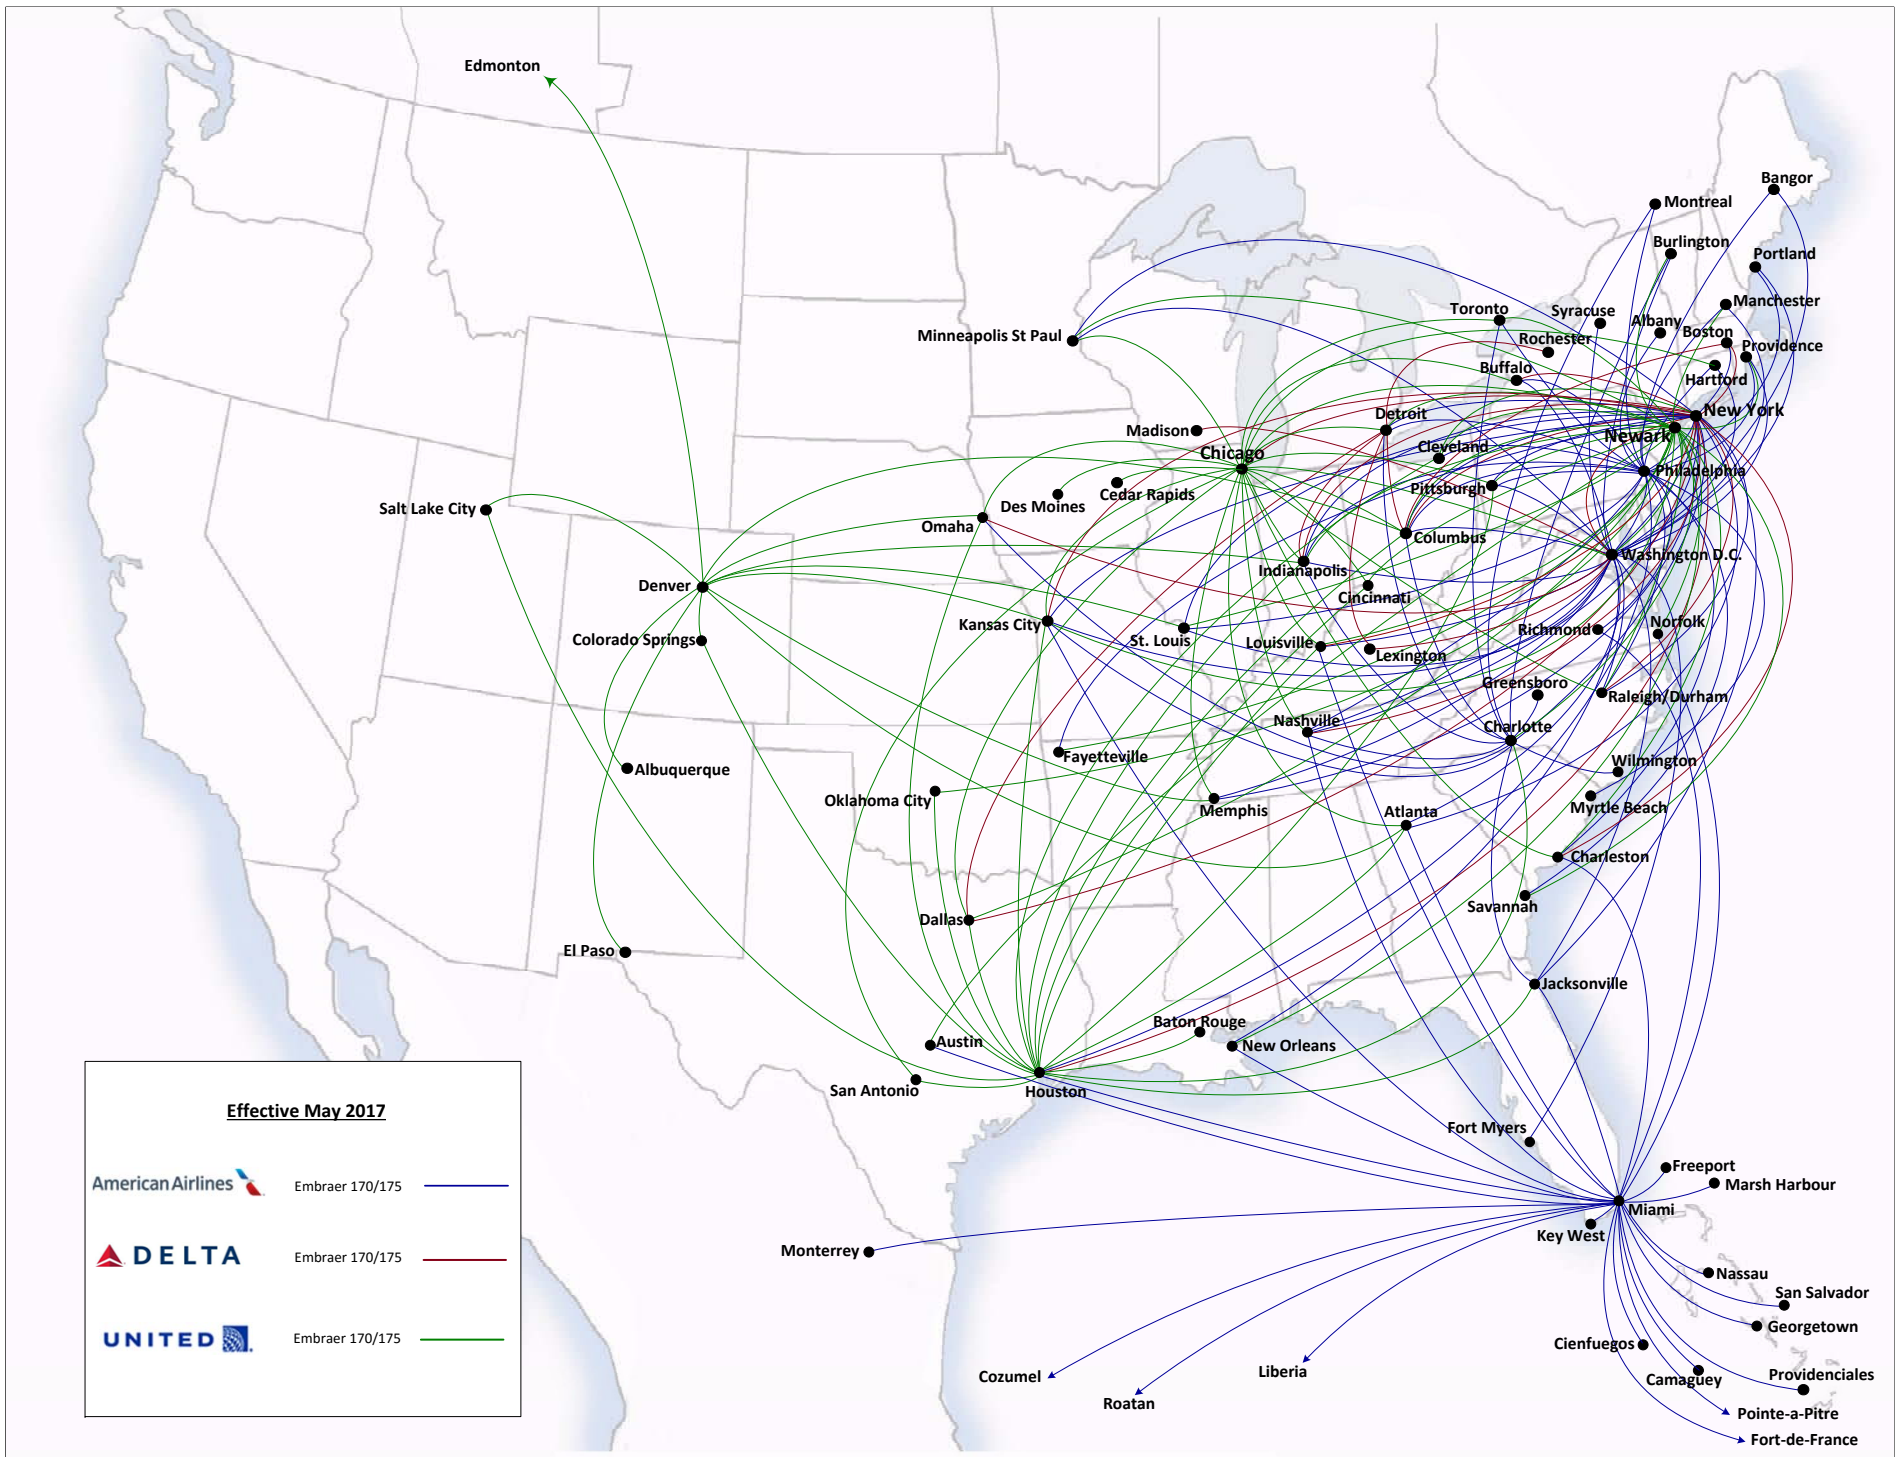 Edmonton
Bangor
Montreal
Burlington
Portland
Manchester
Toronto
Syracuse
Albany
Boston
Minneapolis St Paul
Rochester
Providence
Buffalo
Hartford
Detroit
New York
Madison
Newark
Cleveland
Chicago
Philadelphia
Pittsburgh
Cedar Rapids
Des Moines
Salt Lake City
Omaha
Columbus
Washington D.C.
Indianapolis
Denver
Cincinnati
Kansas City
Norfolk
Richmond
Colorado Springs
St. Louis
Louisville
Lexington
Greensboro
Raleigh/Durham
Nashville
Charlotte
Fayetteville
Wilmington
Albuquerque
Oklahoma City
Memphis
Myrtle Beach
Atlanta
Charleston
Dallas
Savannah
El Paso
Jacksonville
Baton Rouge
Austin
New Orleans
San Antonio
Houston
Effective May 2017
Fort Myers
Freeport
American Airlines Embraer 170/175
Marsh Harbour
Miami
Key West
Monterrey
DELTA Embraer 170/175
Nassau
San Salvador
Georgetown
UNITED Embraer 170/175
Cienfuegos
Liberia
Cozumel
Camaguey
Providenciales
Roatan
Pointe-a-Pitre
Fort-de-France